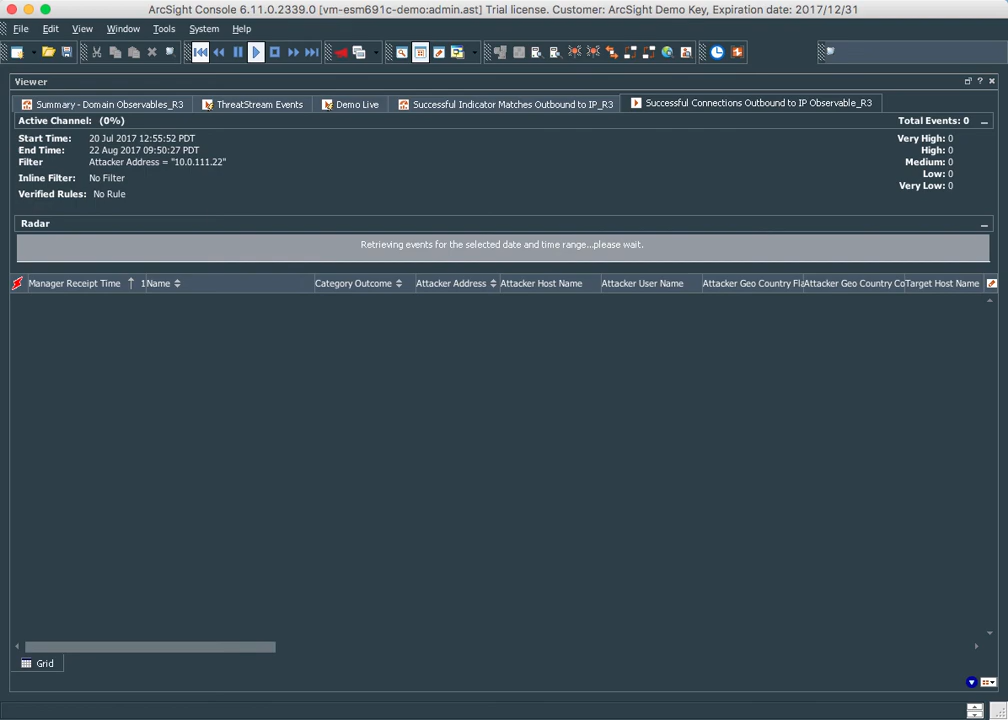 ArcSight Console 6.11.0.2339.0 [vm-esm691c-demo:admin.ast] Trial license. Customer: ArcSight Demo Key, Expiration date: 2017/12/31
File Edit View Window Tools System Help
Viewer
Summary - Domain Observables_R3 ThreatStream Events Demo Live Successful Indicator Matches Outbound to IP_R3 Successful Connections Outbound to IP Observable_R3
Active Channel: (0%) Total Events: 0
Start Time: 20 Jul 2017 12:55:52 PDT Very High: 0
End Time: 22 Aug 2017 09:50:27 PDT High: 0
Filter Attacker Address = "10.0.111.22" Medium: 0
Low: 0
Inline Filter: No Filter Very Low: 0
Verified Rules: No Rule
Radar
Retrieving events for the selected date and time range...please wait.
Manager Receipt Time 1 Name Category Outcome Attacker Address Attacker Host Name Attacker User Name Attacker Geo Country Fla Attacker Geo Country Co Target Host Name
Grid